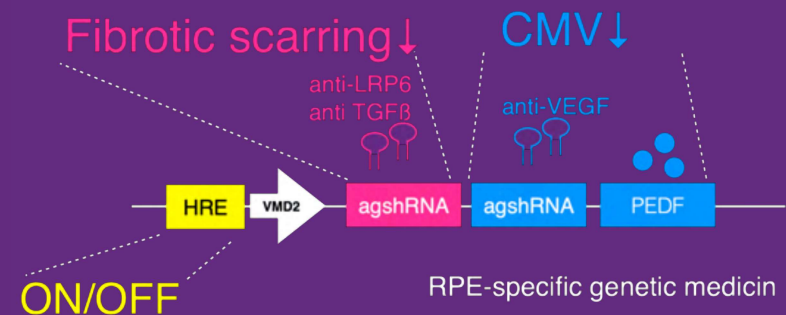 Fibrotic scarring↓
CMV↓
anti-LRP6
anti TGFß
anti-VEGF
HRE
VMD2
agshRNA
agshRNA
PEDF
ON/OFF
RPE-specific genetic medicin